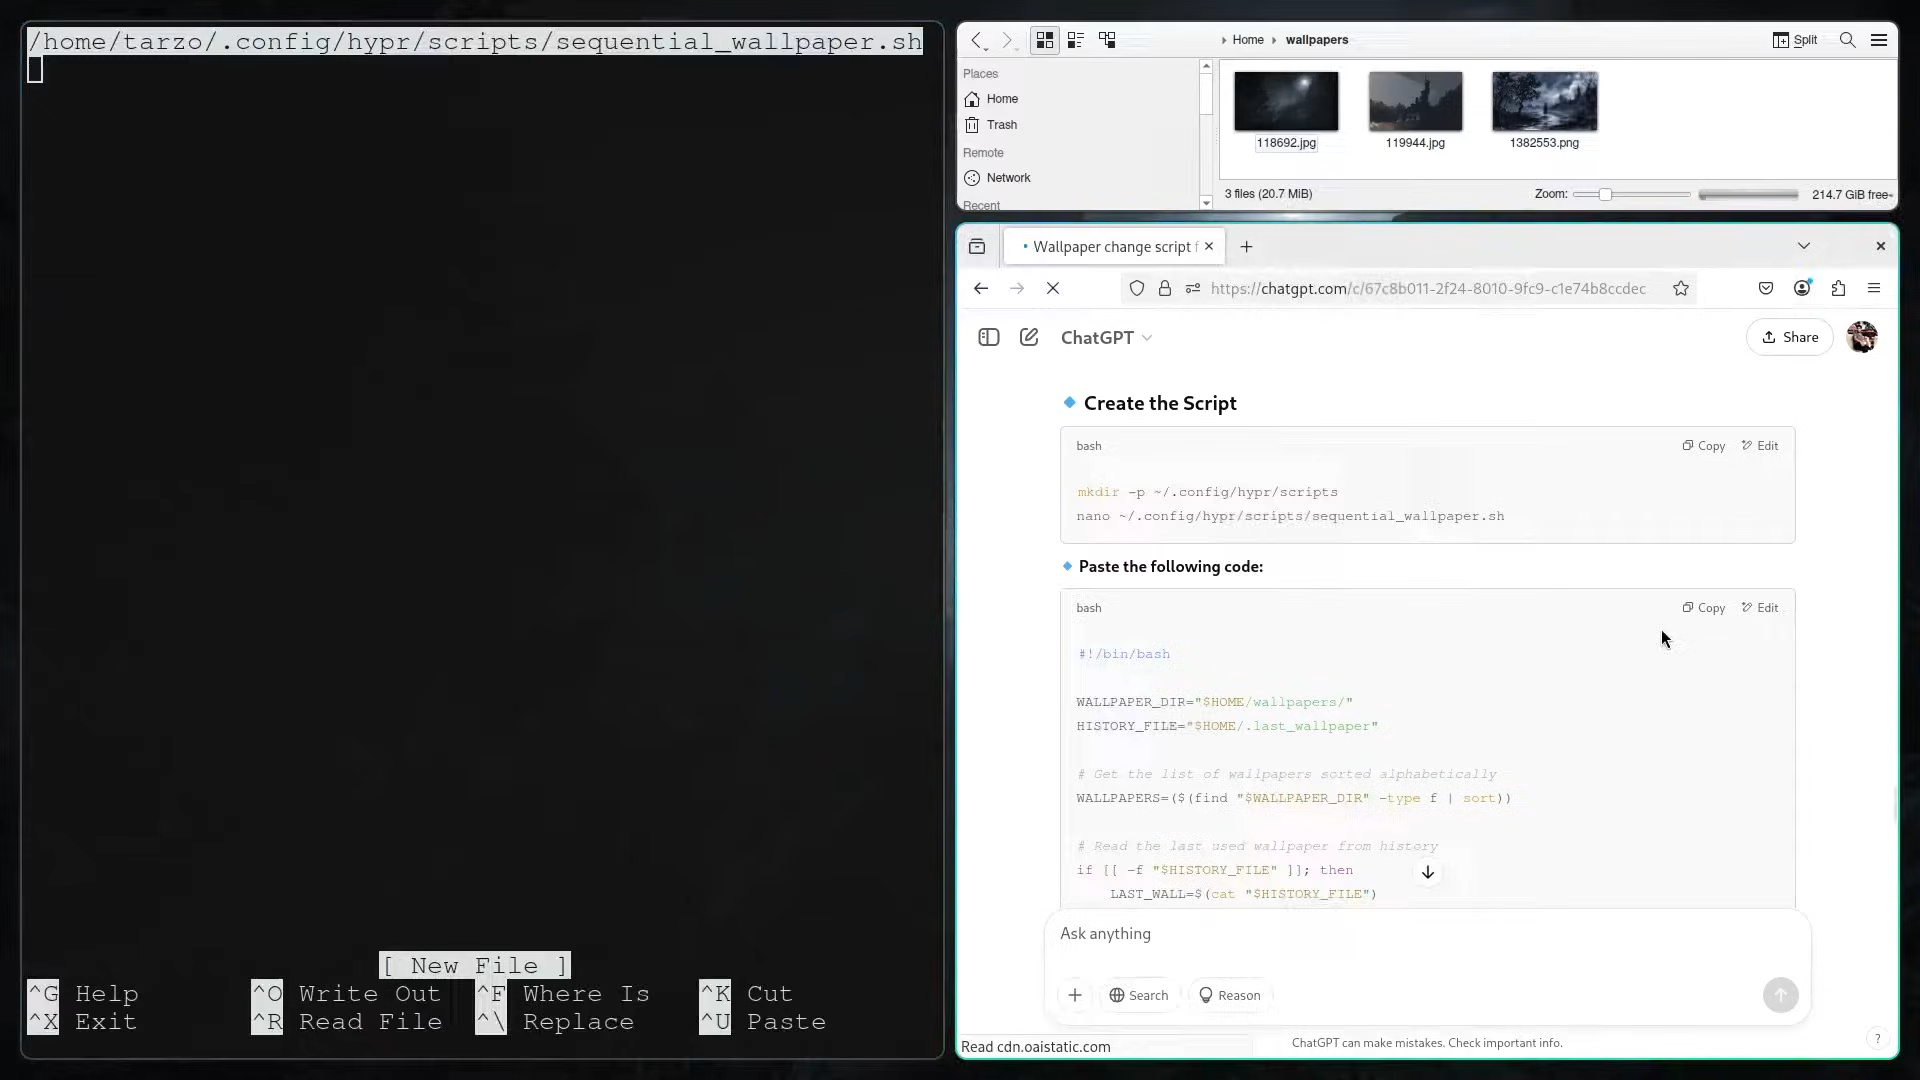 /home/tarzo/.config/hypr/scripts/sequential_wallpaper.sh
[ New File ]
^G Help ^O Write Out ^F Where Is ^K Cut
^X Exit ^R Read File ^\ Replace ^U Paste
Home wallpapers
Split
Places
Home
Trash
Remote
Network
Recent
118692.jpg
119944.jpg
1382553.png
3 files (20.7 MiB)
Zoom:
214.7 GiB free
Wallpaper change script f
https://chatgpt.com/c/67c8b011-2f24-8010-9fc9-c1e74b8ccdec
ChatGPT
Share
Create the Script
bash
Copy
Edit
mkdir -p ~/.config/hypr/scripts
nano ~/.config/hypr/scripts/sequential_wallpaper.sh
Paste the following code:
bash
Copy
Edit
#!/bin/bash
WALLPAPER_DIR="$HOME/wallpapers/"
HISTORY_FILE="$HOME/.last_wallpaper"
# Get the list of wallpapers sorted alphabetically
WALLPAPERS=($(find "$WALLPAPER_DIR" -type f | sort))
# Read the last used wallpaper from history
if [[ -f "$HISTORY_FILE" ]]; then
LAST_WALL=$(cat "$HISTORY_FILE")
Ask anything
Search
Reason
Read cdn.oaistatic.com
ChatGPT can make mistakes. Check important info.
?